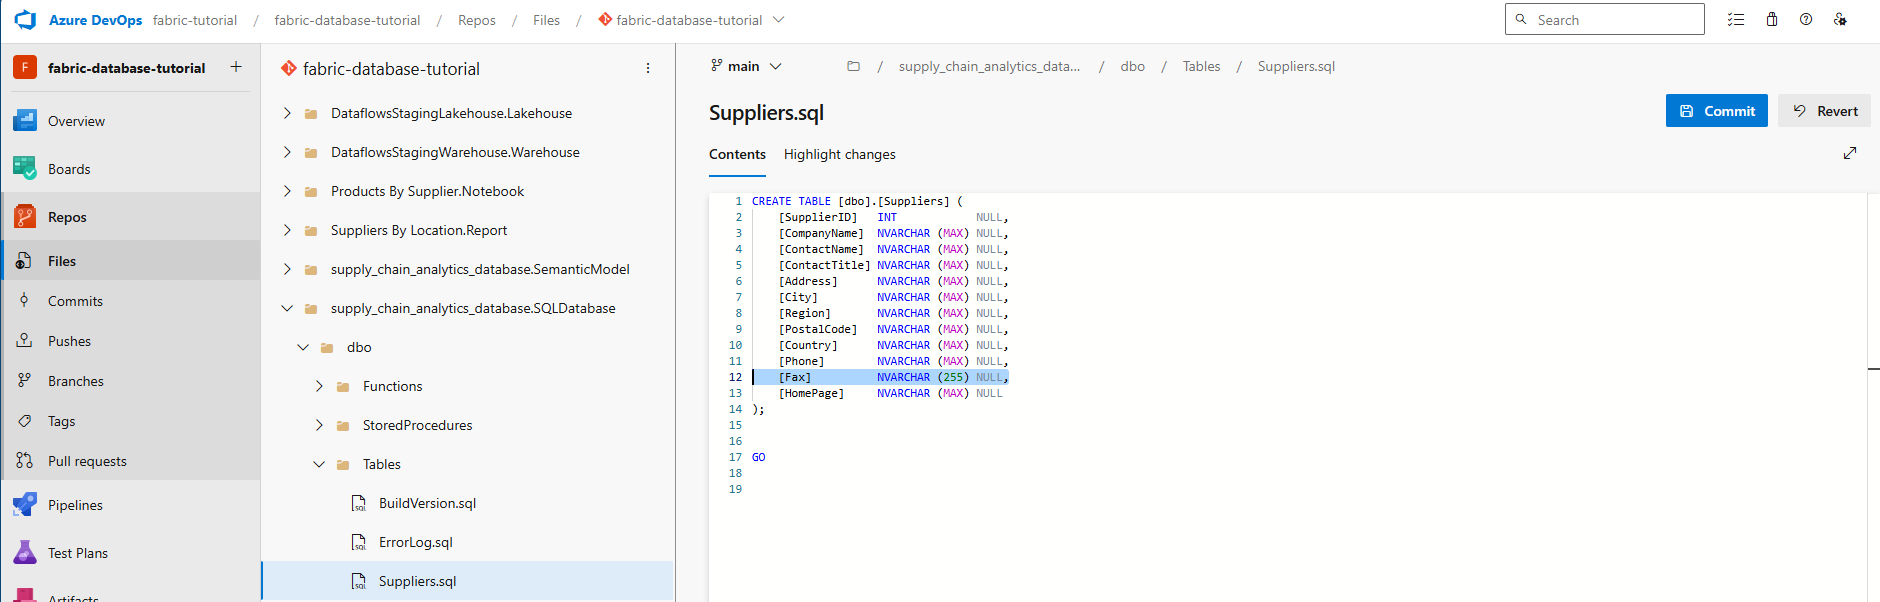 Azure DevOps fabric-tutorial / fabric-database-tutorial / Repos / Files / fabric-database-tutorial
Search
F fabric-database-tutorial +
Overview
Boards
Repos
Files
Commits
Pushes
Branches
Tags
Pull requests
Pipelines
Test Plans
Artifacts
fabric-database-tutorial
DataflowsStagingLakehouse.Lakehouse
DataflowsStagingWarehouse.Warehouse
Products By Supplier.Notebook
Suppliers By Location.Report
supply_chain_analytics_database.SemanticModel
supply_chain_analytics_database.SQLDatabase
dbo
Functions
StoredProcedures
Tables
SQL BuildVersion.sql
SQL ErrorLog.sql
SQL Suppliers.sql
main / supply_chain_analytics_data... / dbo / Tables / Suppliers.sql
Suppliers.sql
Commit
Revert
Contents Highlight changes
1 CREATE TABLE [dbo].[Suppliers] (
2 [SupplierID] INT NULL,
3 [CompanyName] NVARCHAR (MAX) NULL,
4 [ContactName] NVARCHAR (MAX) NULL,
5 [ContactTitle] NVARCHAR (MAX) NULL,
6 [Address] NVARCHAR (MAX) NULL,
7 [City] NVARCHAR (MAX) NULL,
8 [Region] NVARCHAR (MAX) NULL,
9 [PostalCode] NVARCHAR (MAX) NULL,
10 [Country] NVARCHAR (MAX) NULL,
11 [Phone] NVARCHAR (MAX) NULL,
12 [Fax] NVARCHAR (255) NULL,
13 [HomePage] NVARCHAR (MAX) NULL
14 );
15
16
17 GO
18
19